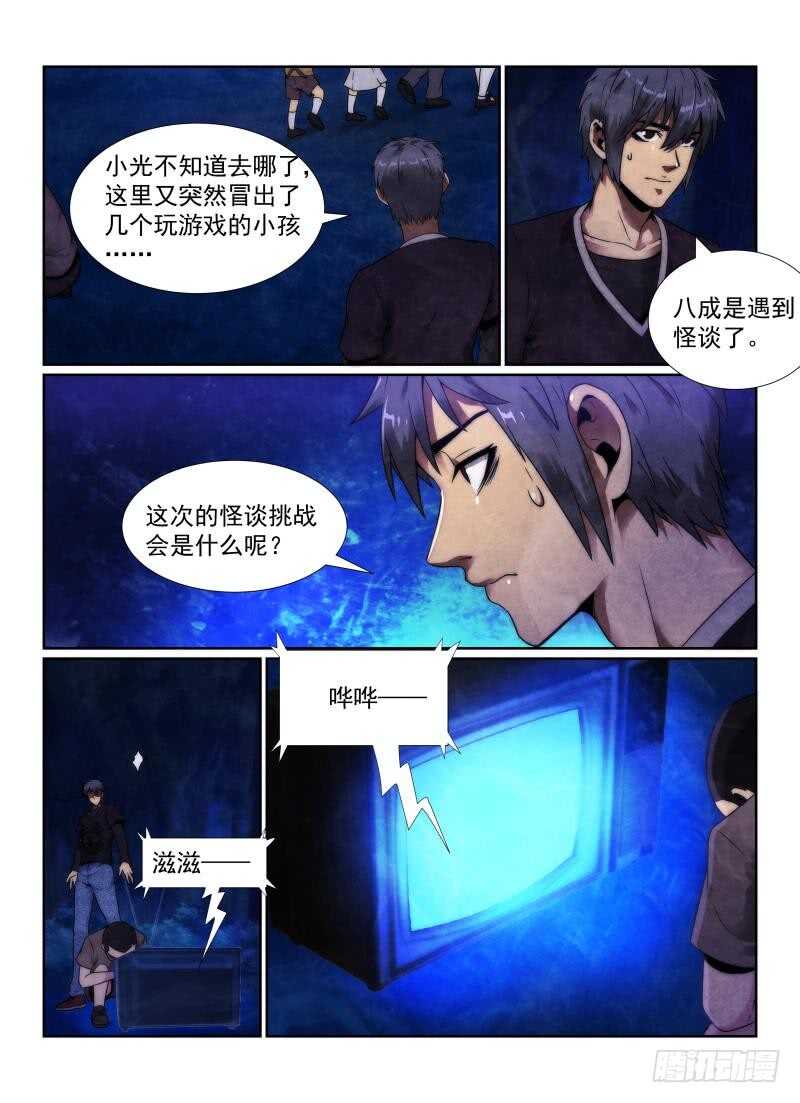 小光不知道去哪了，
这里又突然冒出了
几个玩游戏的小孩
……
八成是遇到
怪谈了。
这次的怪谈挑战
会是什么呢？
哗哗——
滋滋——
腾讯动漫